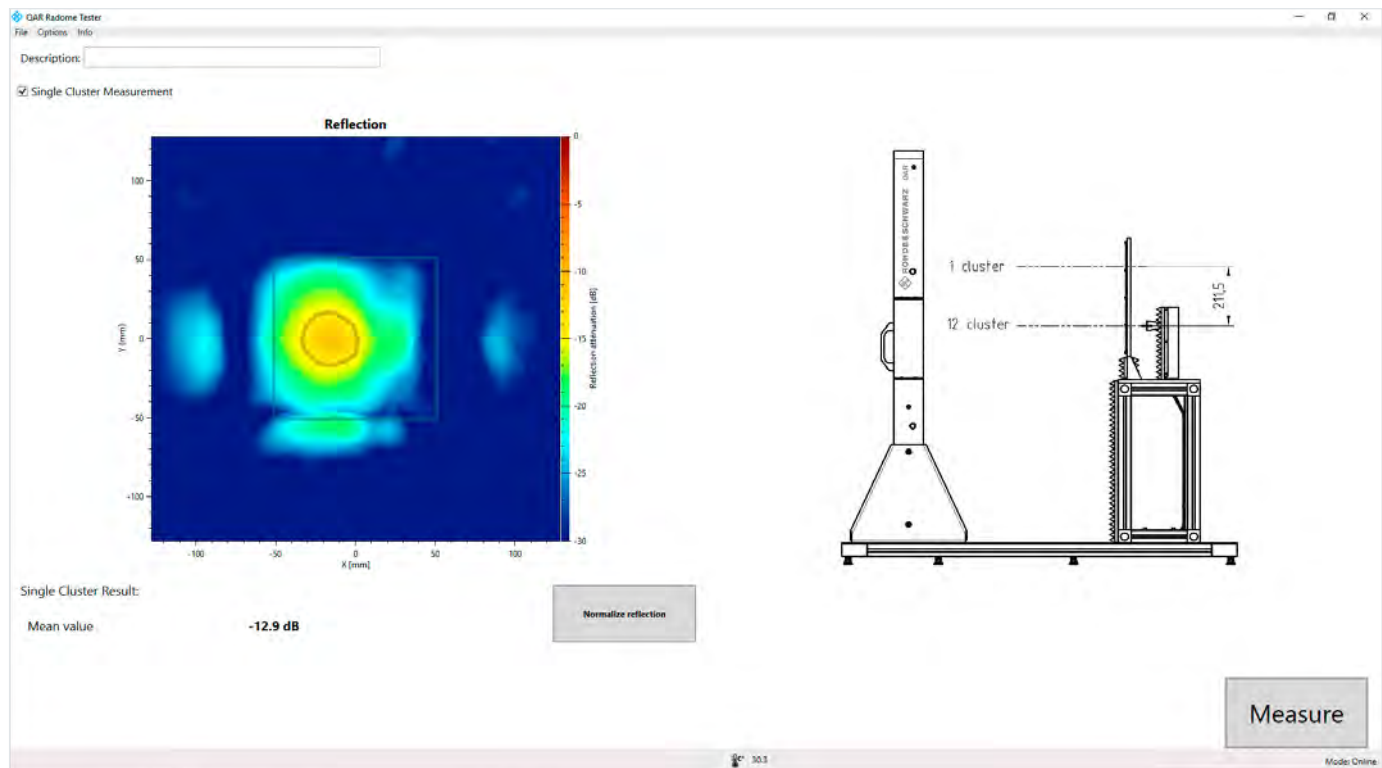 QAR Radome Tester
File Options Info
Description:
Single Cluster Measurement
Reflection
0
-5
-10
-15
-20
-25
-30
Reflection attenuation [dB]
100
50
0
-50
-100
Y [mm]
-100
-50
0
50
100
X [mm]
ROHDE&SCHWARZ QAR
1 cluster
12 cluster
211,5
Single Cluster Result:
Mean value -12.9 dB
Normalize reflection
Measure
30.3
Mode: Online